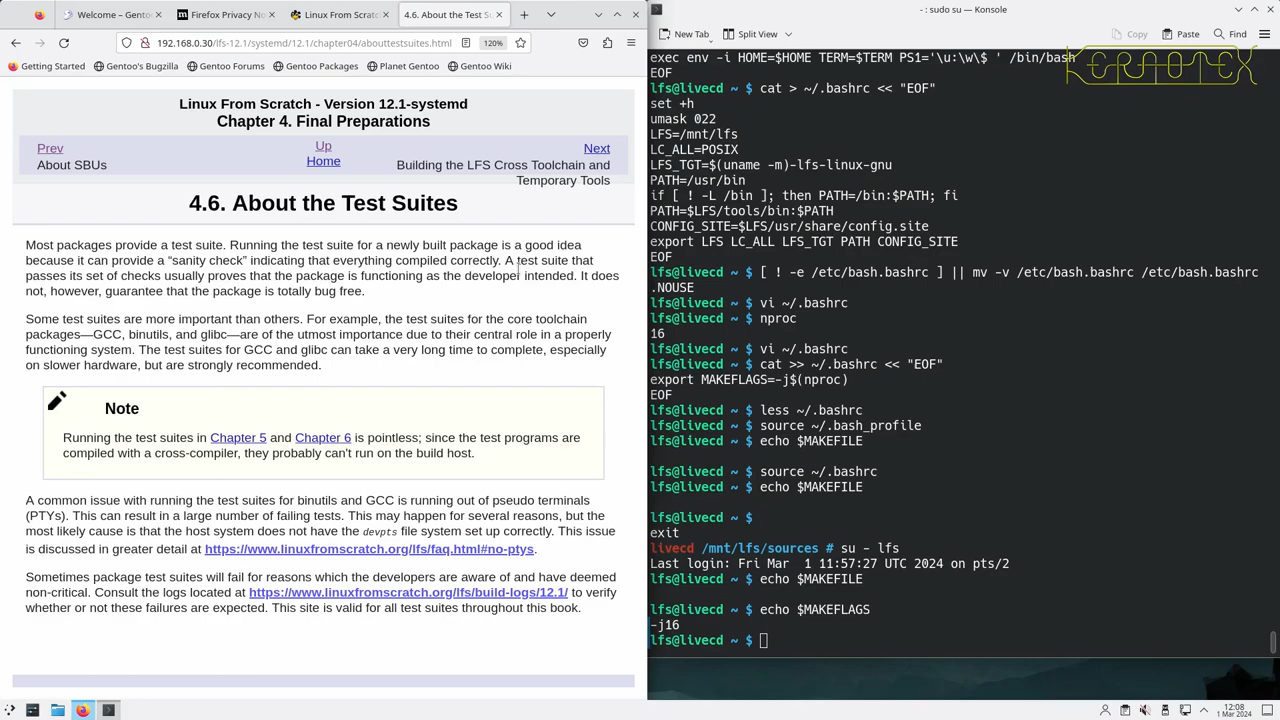 Welcome – Gento
Firefox Privacy No
Linux From Scratc
4.6. About the Test Su
192.168.0.30/lfs-12.1/systemd/12.1/chapter04/abouttestsuites.html
120%
Getting Started
Gentoo's Bugzilla
Gentoo Forums
Gentoo Packages
Planet Gentoo
Gentoo Wiki
Linux From Scratch - Version 12.1-systemd
Chapter 4. Final Preparations
Prev
Up
Next
About SBUs
Home
Building the LFS Cross Toolchain and
Temporary Tools
4.6. About the Test Suites
Most packages provide a test suite. Running the test suite for a newly built package is a good idea
because it can provide a “sanity check” indicating that everything compiled correctly. A test suite that
passes its set of checks usually proves that the package is functioning as the developer intended. It does
not, however, guarantee that the package is totally bug free.
Some test suites are more important than others. For example, the test suites for the core toolchain
packages—GCC, binutils, and glibc—are of the utmost importance due to their central role in a properly
functioning system. The test suites for GCC and glibc can take a very long time to complete, especially
on slower hardware, but are strongly recommended.
Note
Running the test suites in Chapter 5 and Chapter 6 is pointless; since the test programs are
compiled with a cross-compiler, they probably can't run on the build host.
A common issue with running the test suites for binutils and GCC is running out of pseudo terminals
(PTYs). This can result in a large number of failing tests. This may happen for several reasons, but the
most likely cause is that the host system does not have the devpts file system set up correctly. This issue
is discussed in greater detail at https://www.linuxfromscratch.org/lfs/faq.html#no-ptys.
Sometimes package test suites will fail for reasons which the developers are aware of and have deemed
non-critical. Consult the logs located at https://www.linuxfromscratch.org/lfs/build-logs/12.1/ to verify
whether or not these failures are expected. This site is valid for all test suites throughout this book.
- : sudo su — Konsole
New Tab
Split View
Copy
Paste
Find
KERNOTEX
exec env -i HOME=$HOME TERM=$TERM PS1='\u:\w\$ ' /bin/bash
EOF
lfs@livecd ~ $ cat > ~/.bashrc << "EOF"
set +h
umask 022
LFS=/mnt/lfs
LC_ALL=POSIX
LFS_TGT=$(uname -m)-lfs-linux-gnu
PATH=/usr/bin
if [ ! -L /bin ]; then PATH=/bin:$PATH; fi
PATH=$LFS/tools/bin:$PATH
CONFIG_SITE=$LFS/usr/share/config.site
export LFS LC_ALL LFS_TGT PATH CONFIG_SITE
EOF
lfs@livecd ~ $ [ ! -e /etc/bash.bashrc ] || mv -v /etc/bash.bashrc /etc/bash.bashrc
.NOUSE
lfs@livecd ~ $ vi ~/.bashrc
lfs@livecd ~ $ nproc
16
lfs@livecd ~ $ vi ~/.bashrc
lfs@livecd ~ $ cat >> ~/.bashrc << "EOF"
export MAKEFLAGS=-j$(nproc)
EOF
lfs@livecd ~ $ less ~/.bashrc
lfs@livecd ~ $ source ~/.bash_profile
lfs@livecd ~ $ echo $MAKEFILE
lfs@livecd ~ $ source ~/.bashrc
lfs@livecd ~ $ echo $MAKEFILE
lfs@livecd ~ $
exit
livecd /mnt/lfs/sources # su - lfs
Last login: Fri Mar  1 11:57:27 UTC 2024 on pts/2
lfs@livecd ~ $ echo $MAKEFILE
lfs@livecd ~ $ echo $MAKEFLAGS
-j16
lfs@livecd ~ $
12:08
1 Mar 2024